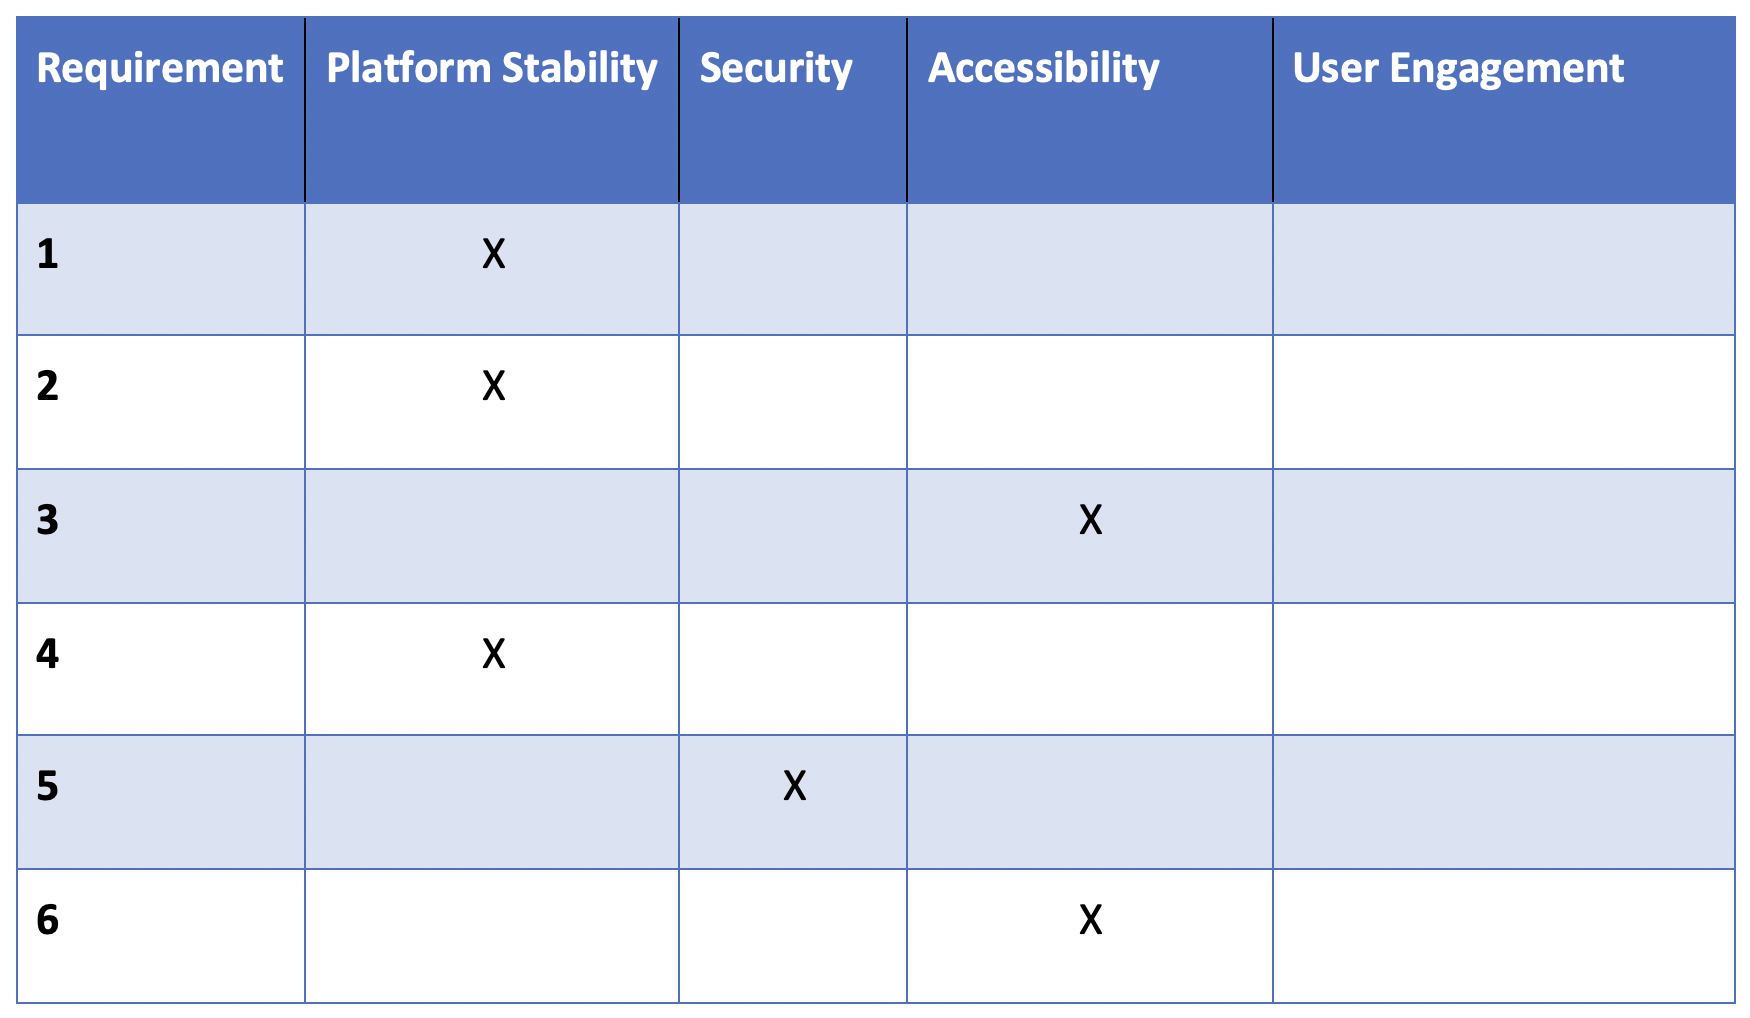 Requirement Platform Stability Security Accessibility User Engagement
1 X
2 X
3 X
4 X
5 X
6 X